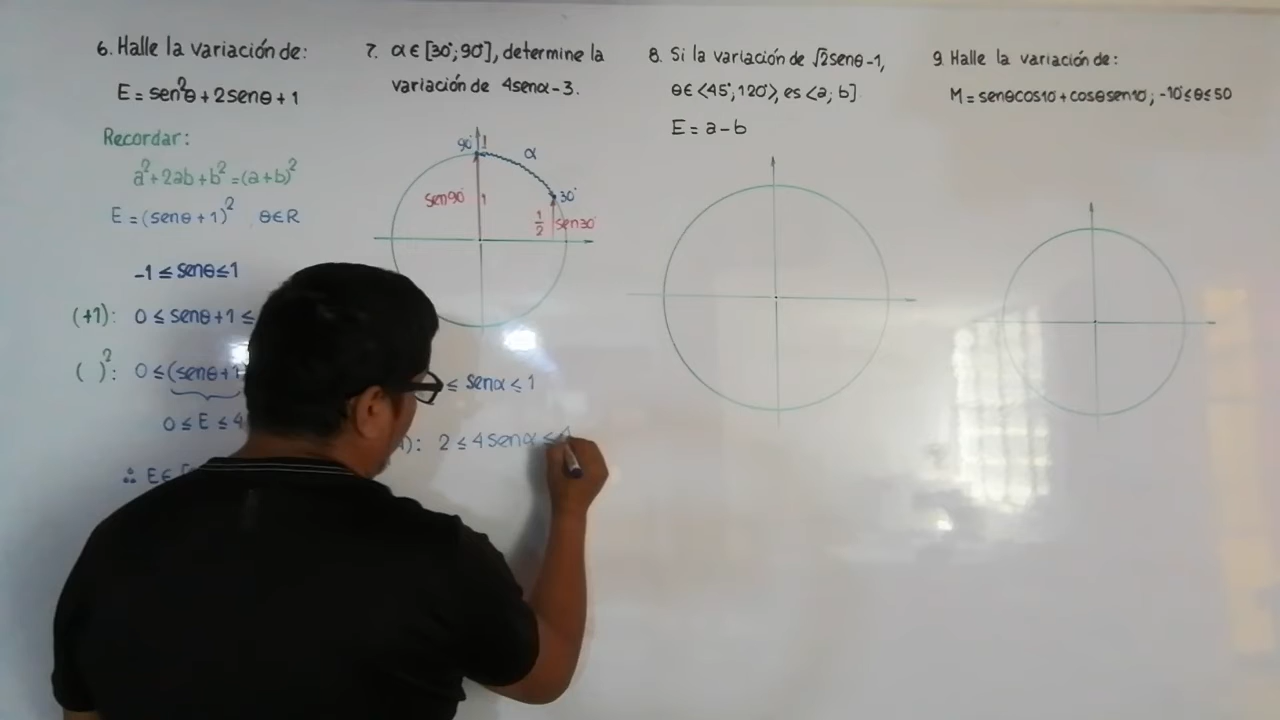 6. Halle la variación de:
E = sen²θ + 2senθ + 1
Recordar:
a² + 2ab + b² = (a+b)²
E = (senθ + 1)² θ∈R
-1 ≤ senθ ≤ 1
(+1): 0 ≤ senθ + 1 ≤
( )²: 0 ≤ (senθ + 1
0 ≤ E ≤ 4
∴ E ∈ [
7. α ∈ [30°; 90°], determine la
variación de 4senα - 3.
90° 1 α
sen90° 1 30°
1/2 sen30°
≤ senα ≤ 1
): 2 ≤ 4senα ≤ 4
8. Si la variación de √2senθ - 1,
θ ∈ <45°, 120°>, es <a; b]
E = a - b
9. Halle la variación de:
M = senθcos10° + cosθsen10°; -10° ≤ θ ≤ 50